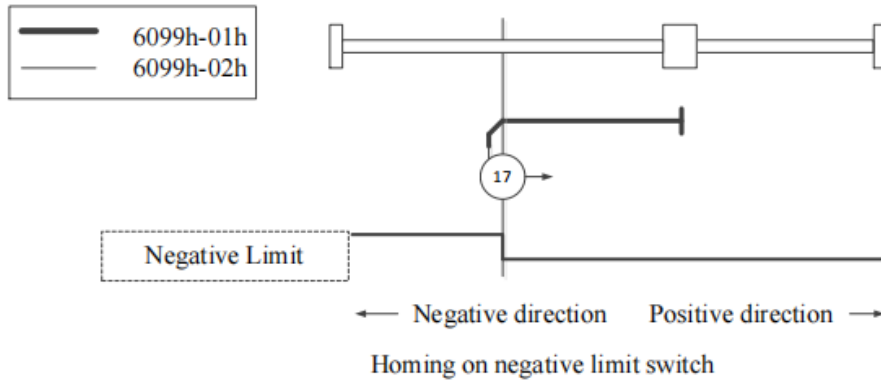 6099h-01h
6099h-02h
17
Negative Limit
Negative direction Positive direction
Homing on negative limit switch